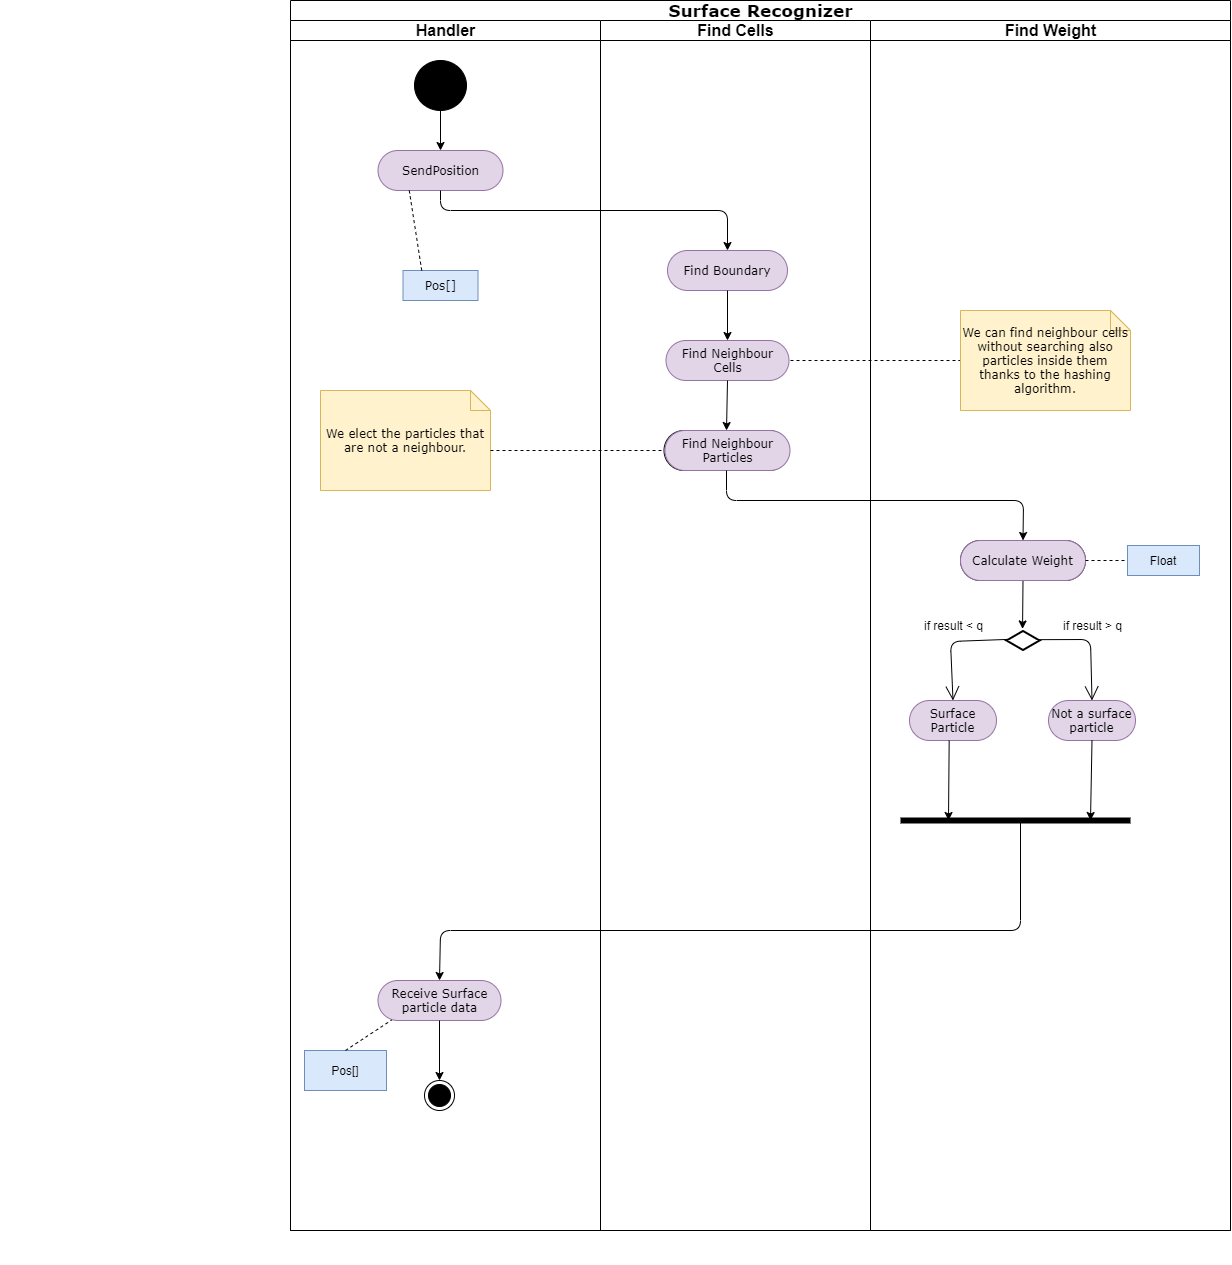 Surface Recognizer
Handler
Find Cells
Find Weight
SendPosition
Pos[]
Find Boundary
Find Neighbour
Cells
We can find neighbour cells
without searching also
particles inside them
thanks to the hashing
algorithm.
We elect the particles that
are not a neighbour.
Find Neighbour
Particles
Calculate Weight
Float
if result < q
if result > q
Surface
Particle
Not a surface
particle
Receive Surface
particle data
Pos[]